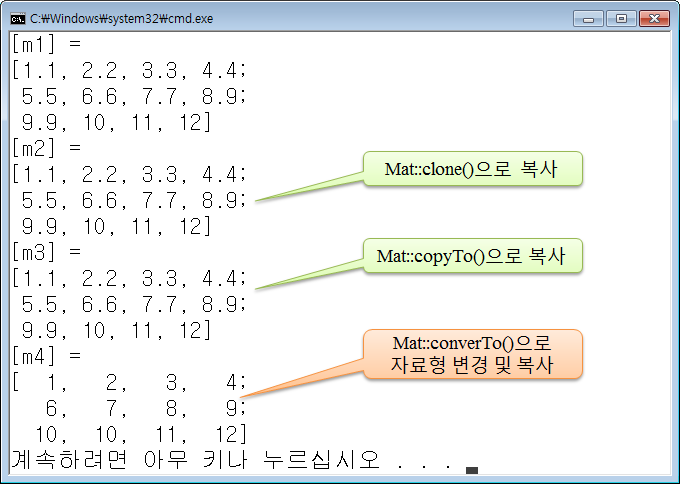 C:₩Windows₩system32₩cmd.exe
[m1] =
[1.1, 2.2, 3.3, 4.4;
 5.5, 6.6, 7.7, 8.9;
 9.9, 10, 11, 12]
[m2] =
[1.1, 2.2, 3.3, 4.4;
 5.5, 6.6, 7.7, 8.9;
 9.9, 10, 11, 12]
Mat::clone()으로 복사
[m3] =
[1.1, 2.2, 3.3, 4.4;
 5.5, 6.6, 7.7, 8.9;
 9.9, 10, 11, 12]
Mat::copyTo()으로 복사
[m4] =
[  1,   2,   3,   4;
   6,   7,   8,   9;
  10,  10,  11,  12]
Mat::converTo()으로
자료형 변경 및 복사
계속하려면 아무 키나 누르십시오 . . .